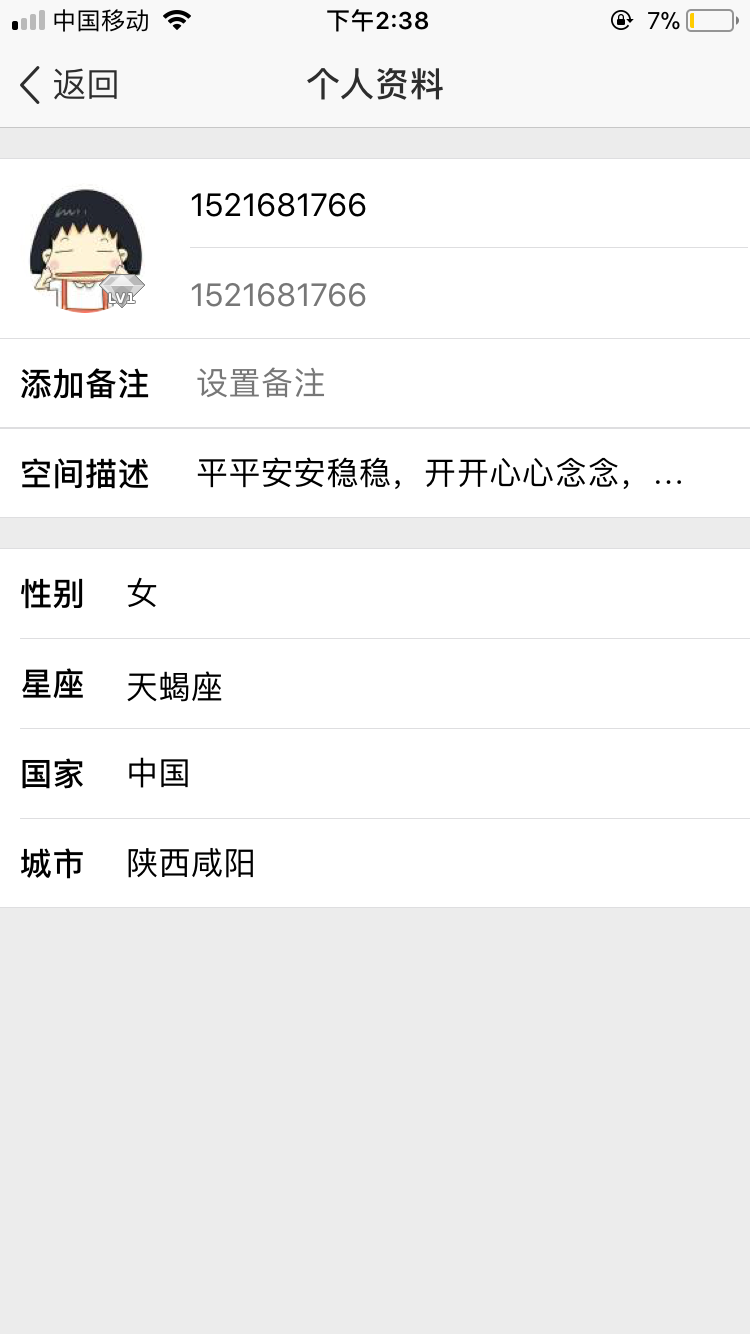 中国移动 下午2:38 7%
返回 个人资料
1521681766
LV1
1521681766
添加备注 设置备注
空间描述 平平安安稳稳，开开心心念念，...
性别 女
星座 天蝎座
国家 中国
城市 陕西咸阳